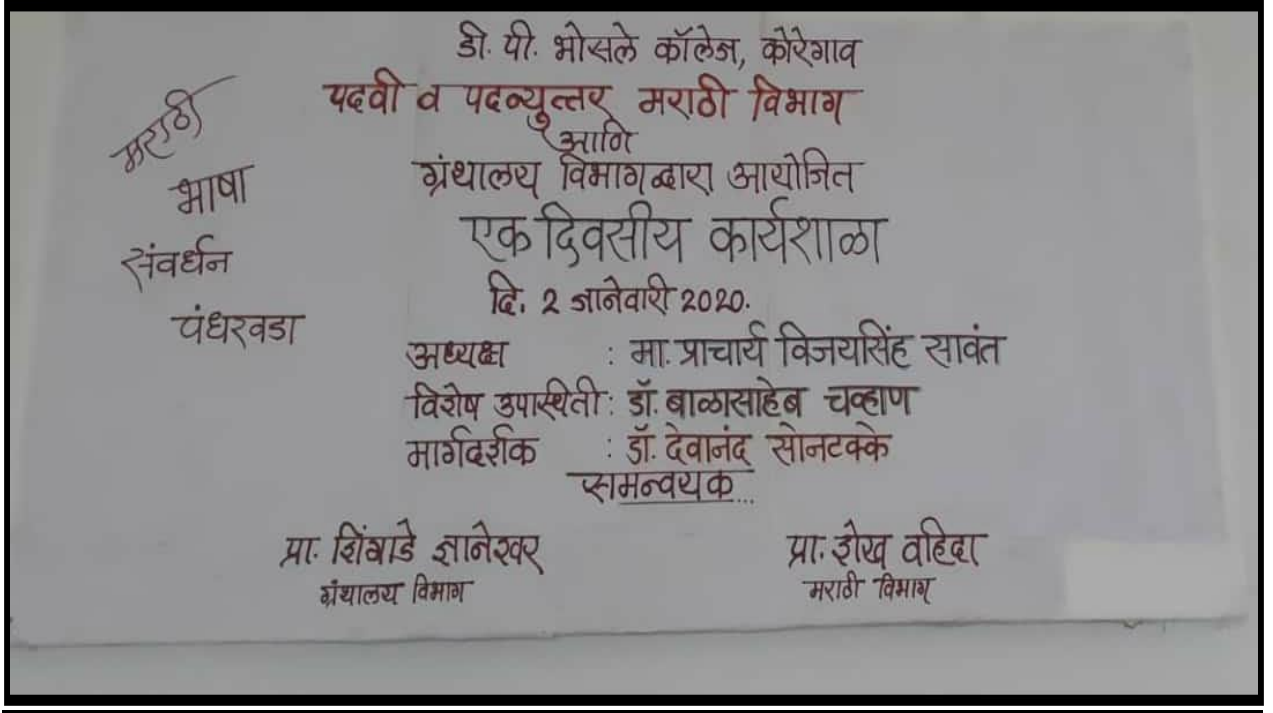 डी. पी. भोसले कॉलेज, कोरेगाव
पदवी व पदव्युत्तर मराठी विभाग
आणि
ग्रंथालय विभागद्वारा आयोजित
एक दिवसीय कार्यशाळा
दि. 2 जानेवारी 2020.
मराठी
भाषा
संवर्धन
पंधरवडा
अध्यक्ष : मा. प्राचार्य विजयसिंह सावंत
विशेष उपस्थिती : डॉ. बाळासाहेब चव्हाण
मार्गदर्शक : डॉ. देवानंद सोनटक्के
समन्वयक...
प्रा. शिंगाडे ज्ञानेश्वर
ग्रंथालय विभाग
प्रा. शेख वहिदा
मराठी विभाग